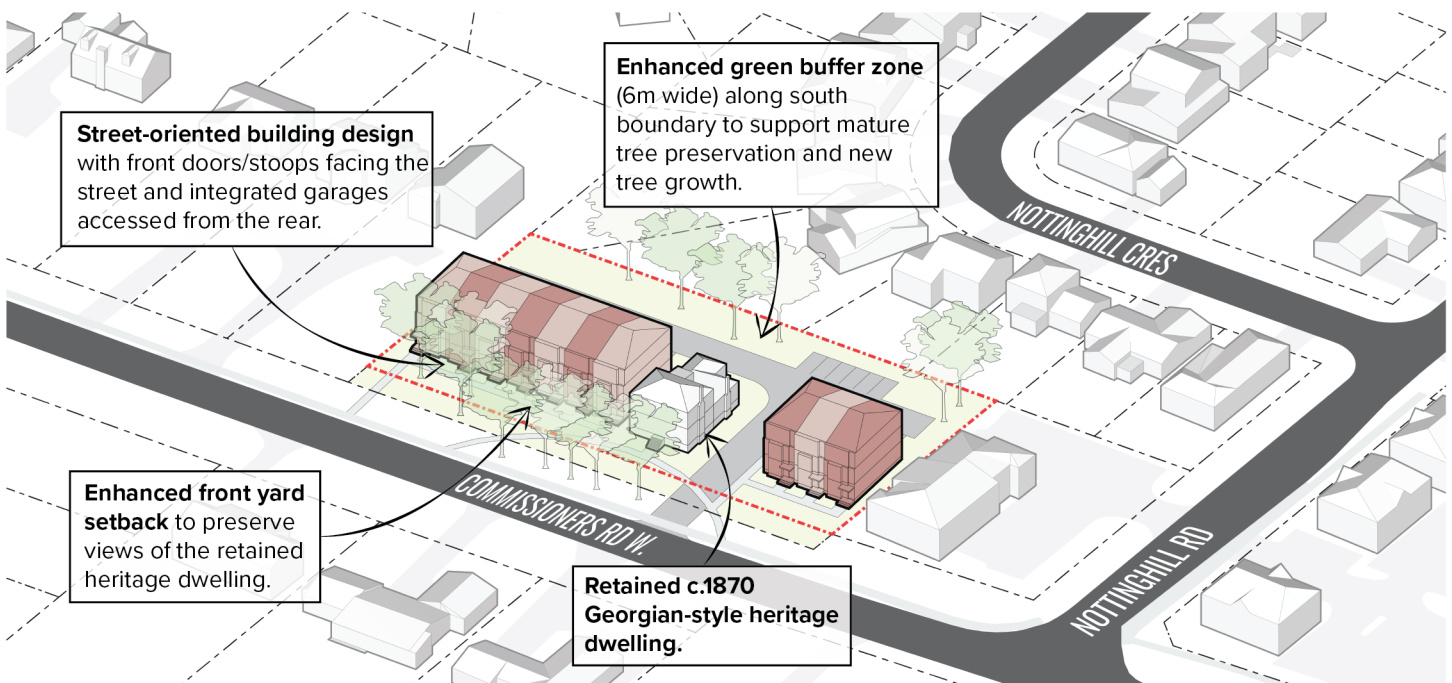 Enhanced green buffer zone
(6m wide) along south
boundary to support mature
tree preservation and new
tree growth.
Street-oriented building design
with front doors/stoops facing the
street and integrated garages
accessed from the rear.
NOTTINGHILL CRES
Enhanced front yard
setback to preserve
views of the retained
heritage dwelling.
COMMISSIONERS RD W.
NOTTINGHILL RD
Retained c.1870
Georgian-style heritage
dwelling.